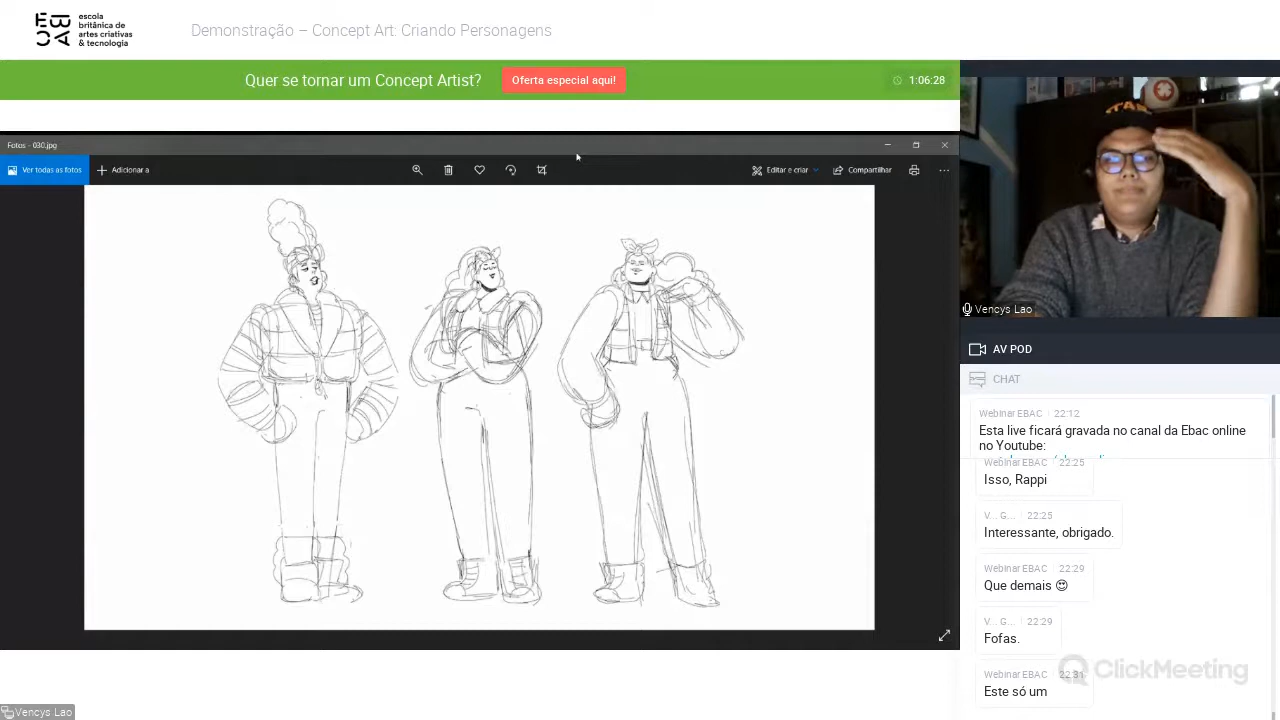 EBAC
escola
britânica de
artes criativas
& tecnologia
Demonstração – Concept Art: Criando Personagens
Quer se tornar um Concept Artist?
Oferta especial aqui!
1:06:28
Fotos - 030.jpg
Ver todas as fotos
Adicionar a
Editar e criar
Compartilhar
Vencys Lao
AV POD
CHAT
Webinar EBAC 22:12
Esta live ficará gravada no canal da Ebac online
no Youtube:
Webinar EBAC 22:25
Isso, Rappi
V... G... 22:25
Interessante, obrigado.
Webinar EBAC 22:29
Que demais 😍
V... G... 22:29
Fofas.
Webinar EBAC 22:31
Este só um
ClickMeeting
Vencys Lao